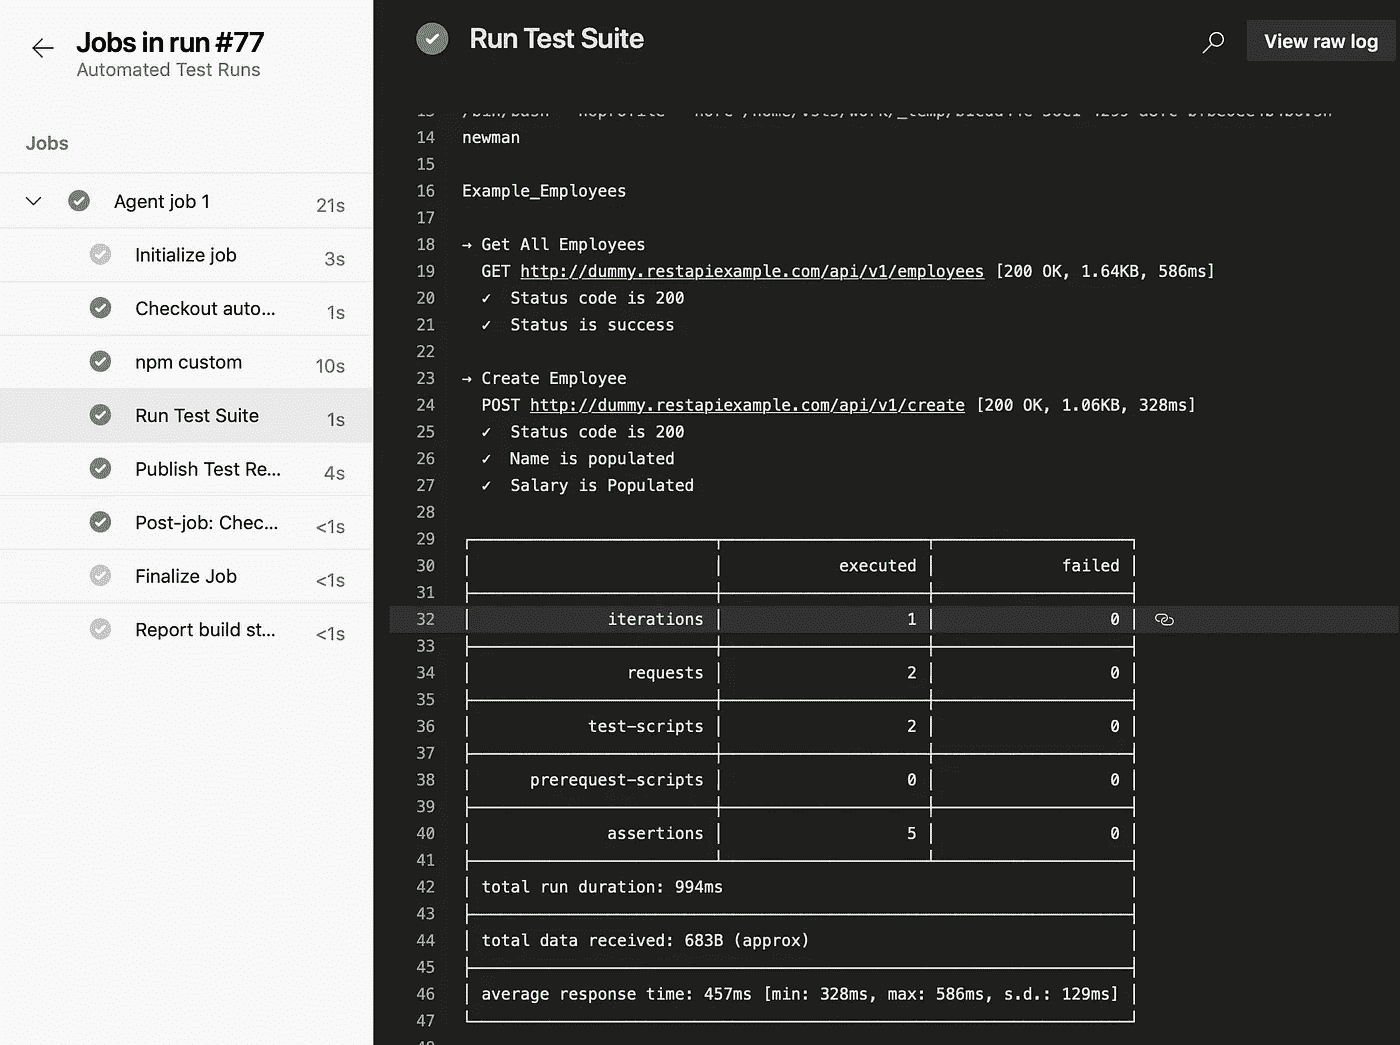 Jobs in run #77
Automated Test Runs
Jobs
Agent job 1 21s
Initialize job 3s
Checkout auto... 1s
npm custom 10s
Run Test Suite 1s
Publish Test Re... 4s
Post-job: Chec... <1s
Finalize Job <1s
Report build st... <1s
Run Test Suite
View raw log
14 newman
15
16 Example_Employees
17
18 → Get All Employees
19 GET http://dummy.restapiexample.com/api/v1/employees [200 OK, 1.64KB, 586ms]
20 ✓ Status code is 200
21 ✓ Status is success
22
23 → Create Employee
24 POST http://dummy.restapiexample.com/api/v1/create [200 OK, 1.06KB, 328ms]
25 ✓ Status code is 200
26 ✓ Name is populated
27 ✓ Salary is Populated
28
29
30 executed failed
31
32 iterations 1 0
33
34 requests 2 0
35
36 test-scripts 2 0
37
38 prerequest-scripts 0 0
39
40 assertions 5 0
41
42 total run duration: 994ms
43
44 total data received: 683B (approx)
45
46 average response time: 457ms [min: 328ms, max: 586ms, s.d.: 129ms]
47